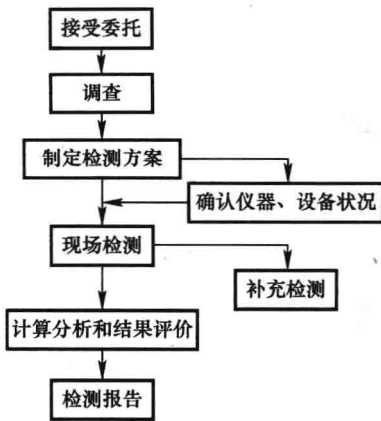 接受委托
调查
制定检测方案
确认仪器、设备状况
现场检测
补充检测
计算分析和结果评价
检测报告